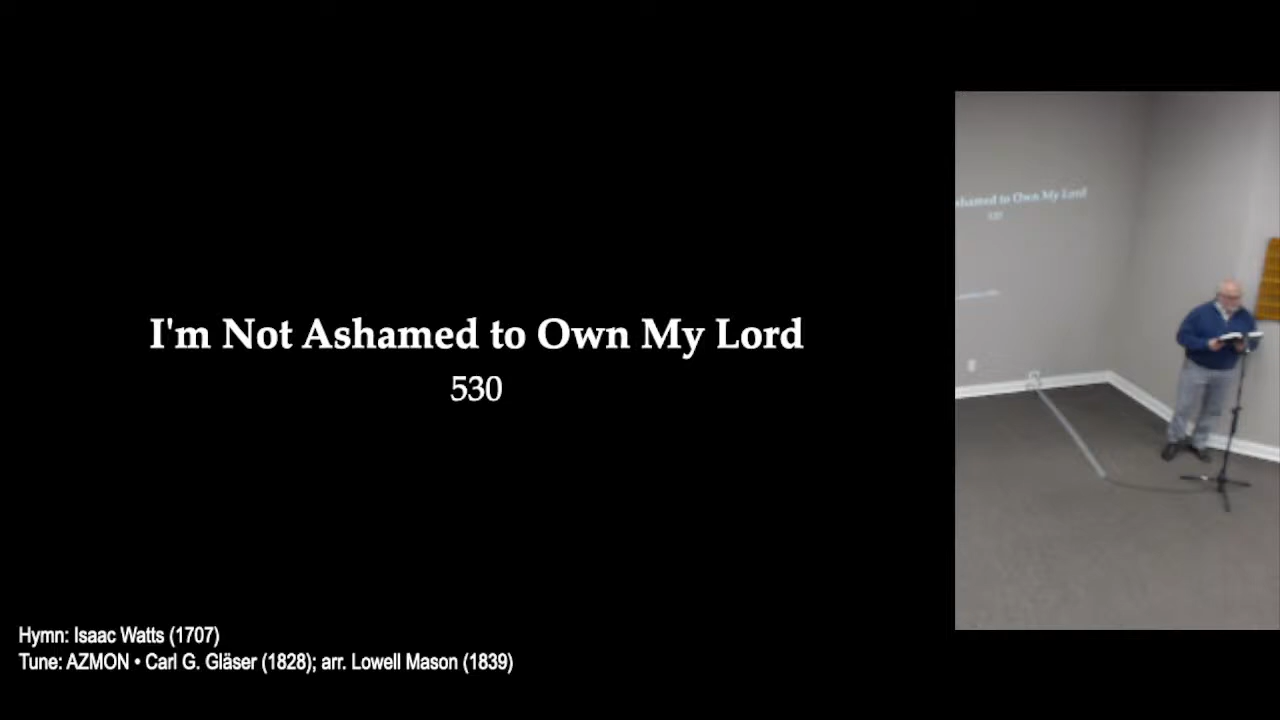 I'm Not Ashamed to Own My Lord
530
Hymn: Isaac Watts (1707)
Tune: AZMON • Carl G. Gläser (1828); arr. Lowell Mason (1839)
shamed to Own My Lord
530